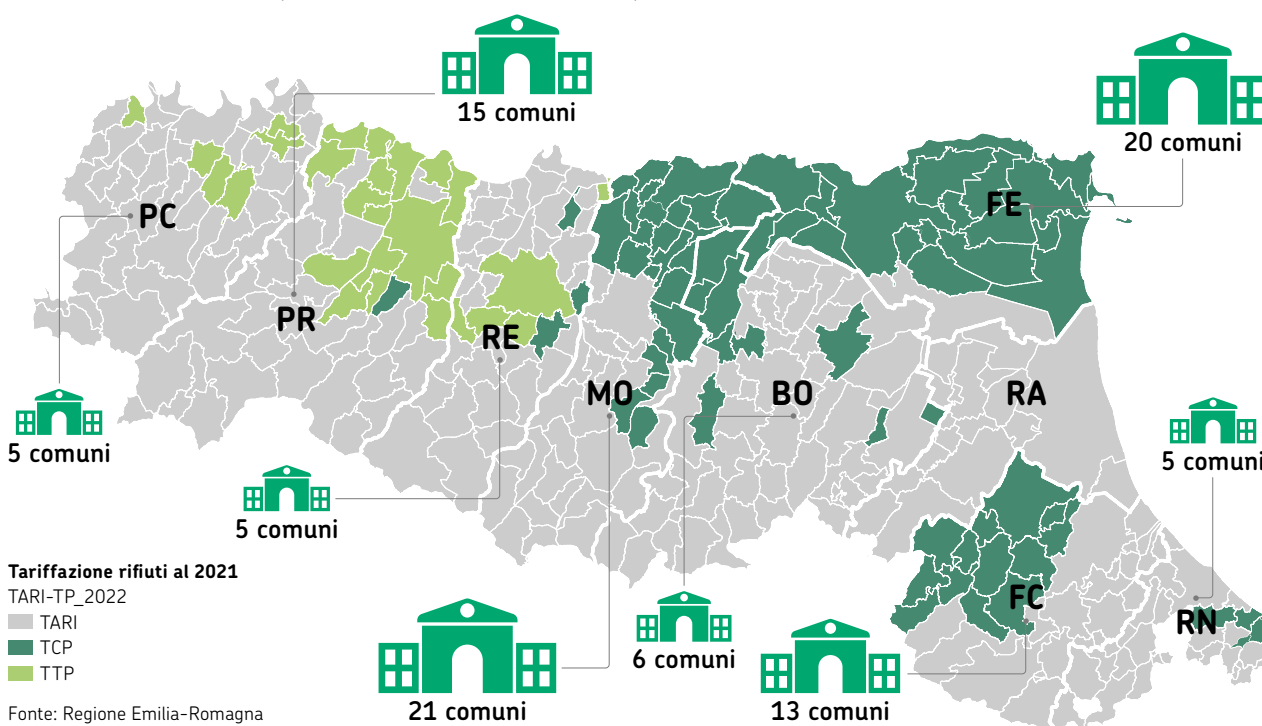 15 comuni
20 comuni
FE
PC
PR
RE
MO
BO
RA
5 comuni
5 comuni
5 comuni
FC
RN
6 comuni
21 comuni
13 comuni
Tariffazione rifiuti al 2021
TARI-TP_2022
TARI
TCP
TTP
Fonte: Regione Emilia-Romagna